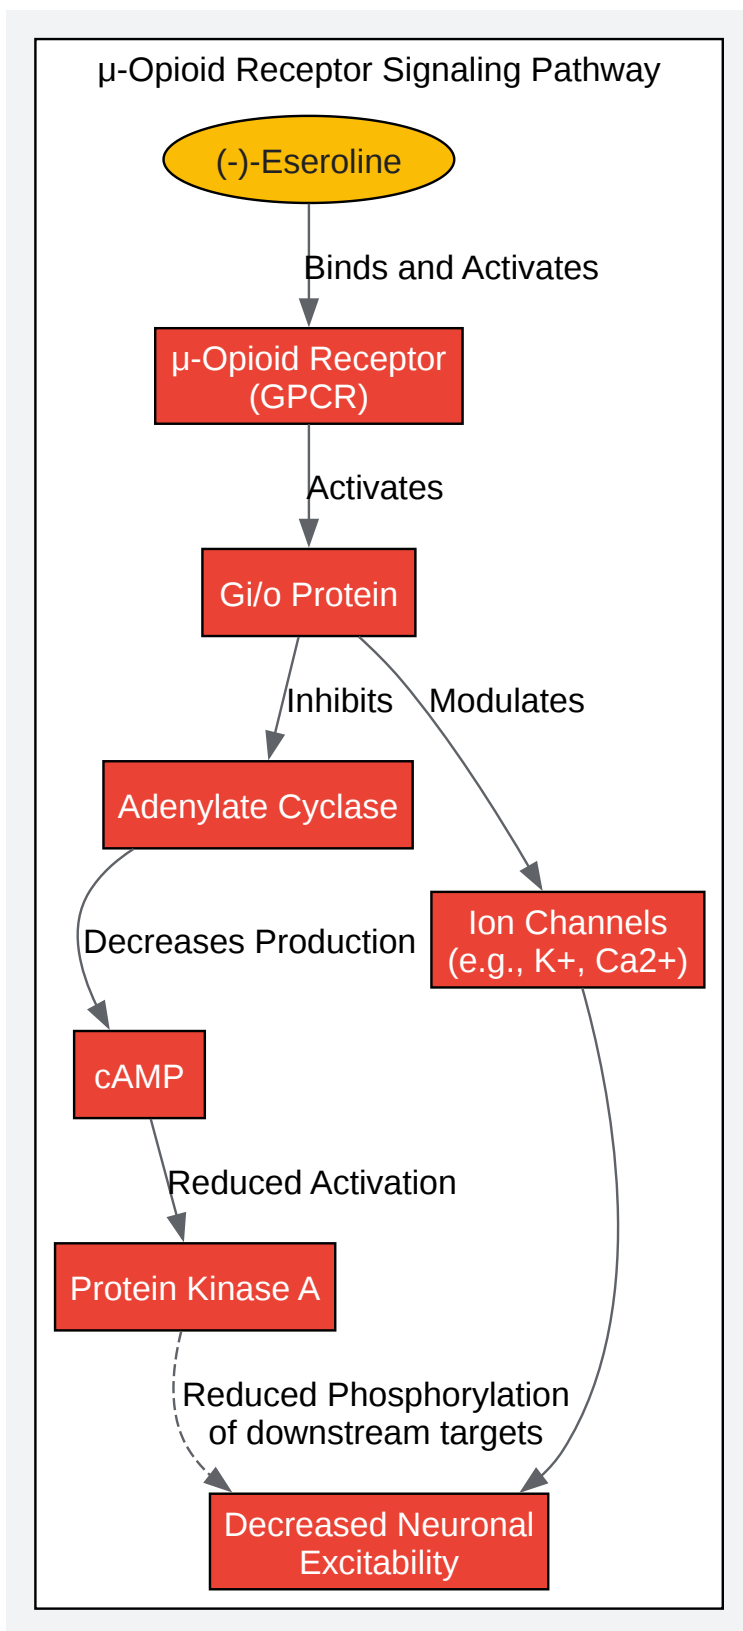 μ-Opioid Receptor Signaling Pathway
(-)-Eseroline
Binds and Activates
μ-Opioid Receptor
(GPCR)
Activates
Gi/o Protein
Inhibits
Modulates
Adenylate Cyclase
Ion Channels
(e.g., K+, Ca2+)
Decreases Production
cAMP
Reduced Activation
Protein Kinase A
Reduced Phosphorylation
of downstream targets
Decreased Neuronal
Excitability